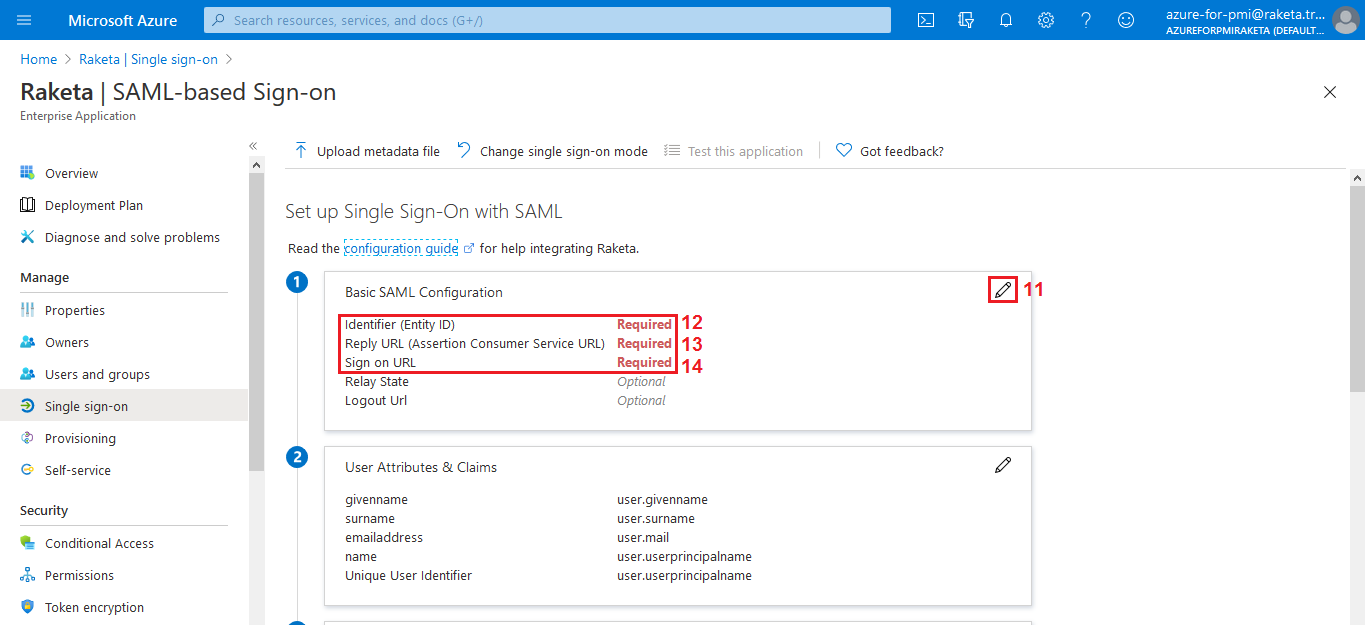 Microsoft Azure
Search resources, services, and docs (G+/)
azure-for-pmi@raketa.tr...
AZUREFORPMIRAKETA (DEFAULT...
Home > Raketa | Single sign-on >
Raketa | SAML-based Sign-on
Enterprise Application
Overview
Deployment Plan
Diagnose and solve problems
Manage
Properties
Owners
Users and groups
Single sign-on
Provisioning
Self-service
Security
Conditional Access
Permissions
Token encryption
Upload metadata file Change single sign-on mode Test this application Got feedback?
Set up Single Sign-On with SAML
Read the configuration guide for help integrating Raketa.
1
Basic SAML Configuration 11
Identifier (Entity ID) Required 12
Reply URL (Assertion Consumer Service URL) Required 13
Sign on URL Required 14
Relay State Optional
Logout Url Optional
2
User Attributes & Claims
givenname user.givenname
surname user.surname
emailaddress user.mail
name user.userprincipalname
Unique User Identifier user.userprincipalname